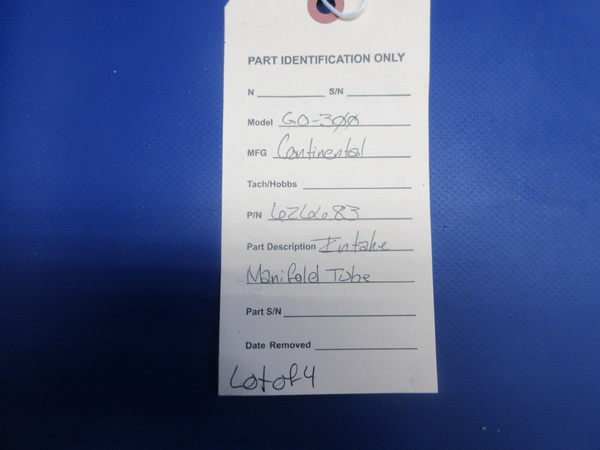 PART IDENTIFICATION ONLY
N S/N
Model GO-300
MFG Continental
Tach/Hobbs
P/N 626683
Part Description Intake
Manifold Tube
Part S/N
Date Removed
Lot of 4